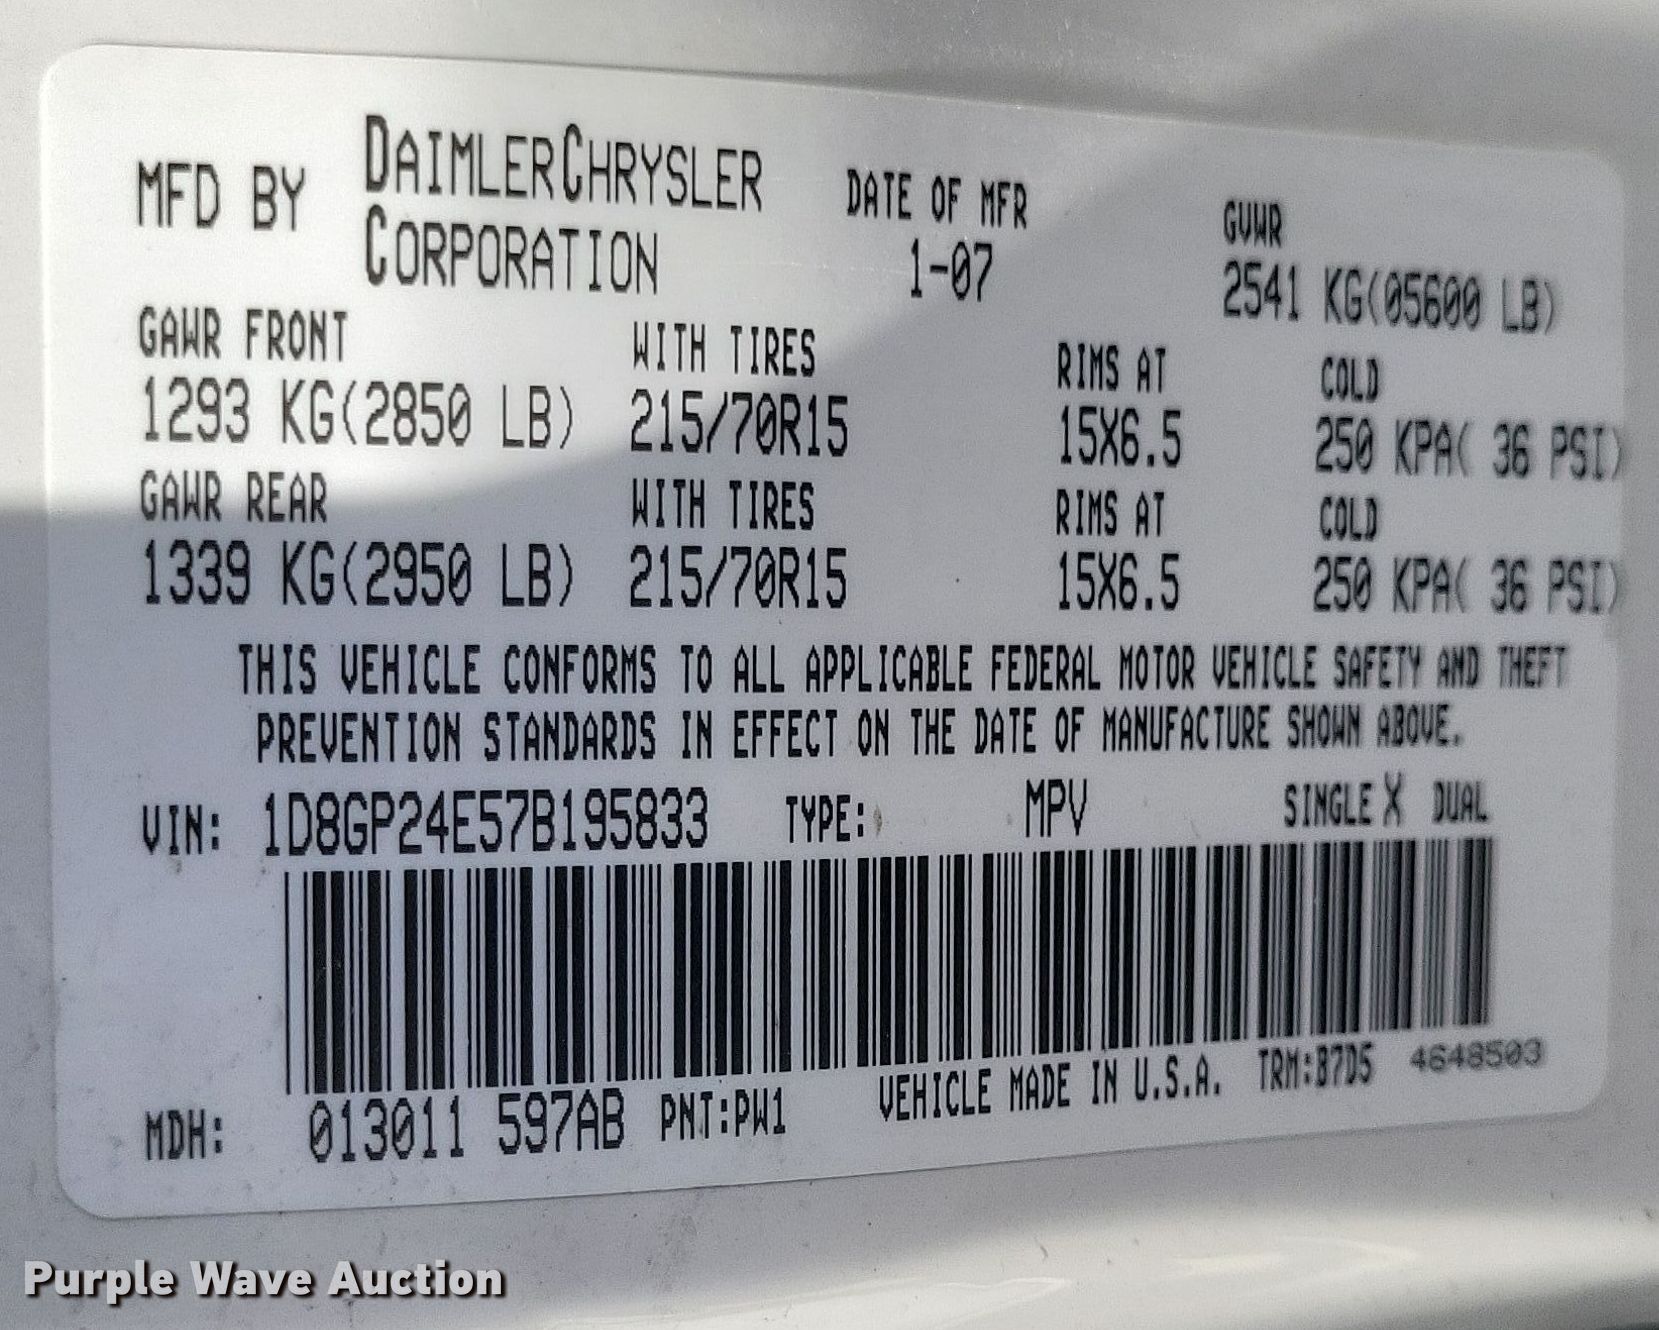 MFD BY DAIMLERCHRYSLER CORPORATION DATE OF MFR 1-07 GVWR 2541 KG(05600 LB)
GAWR FRONT WITH TIRES RIMS AT COLD
1293 KG(2850 LB) 215/70R15 15X6.5 250 KPA( 36 PSI)
GAWR REAR WITH TIRES RIMS AT COLD
1339 KG(2950 LB) 215/70R15 15X6.5 250 KPA( 36 PSI)
THIS VEHICLE CONFORMS TO ALL APPLICABLE FEDERAL MOTOR VEHICLE SAFETY AND THEFT
PREVENTION STANDARDS IN EFFECT ON THE DATE OF MANUFACTURE SHOWN ABOVE.
VIN: 1D8GP24E57B195833 TYPE: MPV SINGLE X DUAL
MDH: 013011 597AB PNT:PW1 VEHICLE MADE IN U.S.A. TRM:B7D5 4648503
Purple Wave Auction